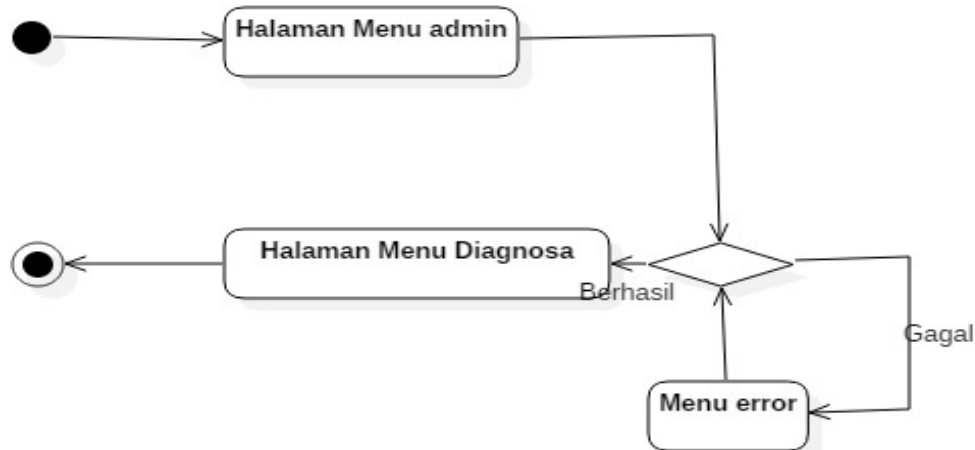 Halaman Menu admin
Halaman Menu Diagnosa
Berhasil
Gagal
Menu error